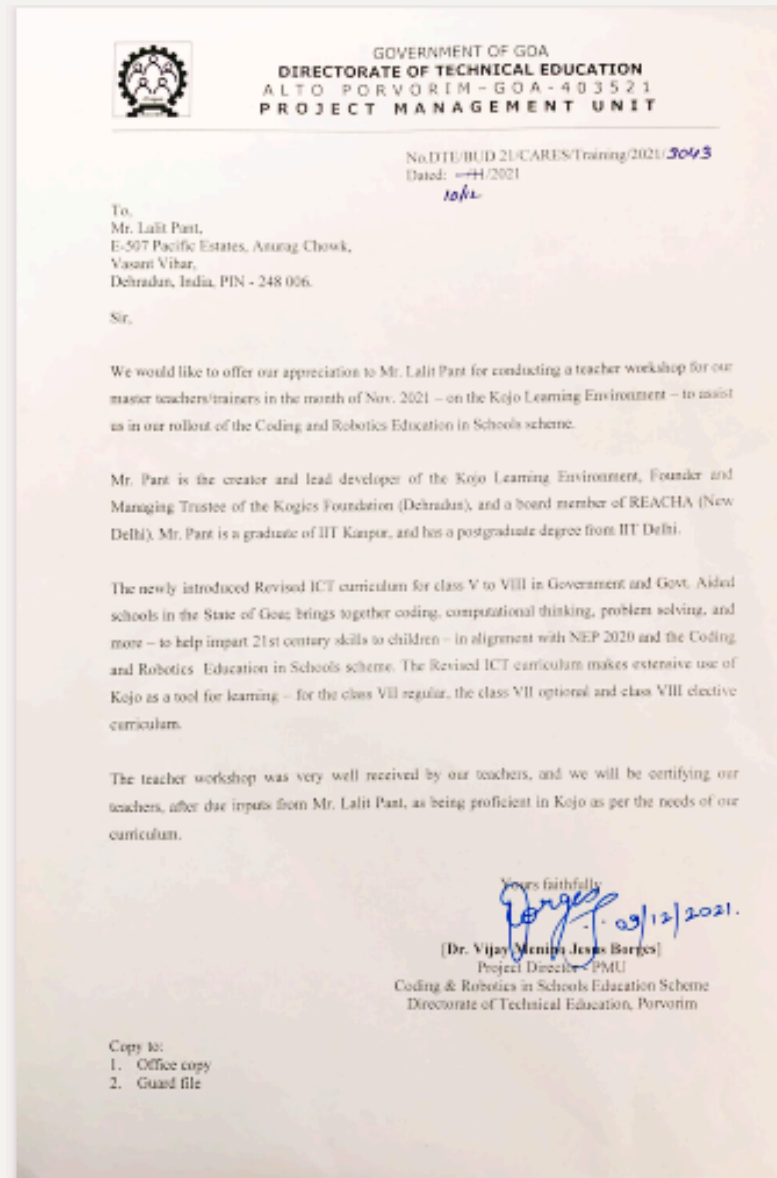 GOVERNMENT OF GOA
DIRECTORATE OF TECHNICAL EDUCATION
ALTO PORVORIM-GOA-403521
PROJECT MANAGEMENT UNIT
No.DTE/BUD 21/CARES/Training/2021/3043
Dated: /2021
10/12
To,
Mr. Lalit Pant,
E-507 Pacific Estates, Anurag Chowk,
Vasant Vihar,
Dehradun, India, PIN - 248 006.
Sir,
We would like to offer our appreciation to Mr. Lalit Pant for conducting a teacher workshop for our
master teachers/trainers in the month of Nov. 2021 – on the Kojo Learning Environment – to assist
us in our rollout of the Coding and Robotics Education in Schools scheme.
Mr. Pant is the creator and lead developer of the Kojo Learning Environment, Founder and
Managing Trustee of the Kogics Foundation (Dehradun), and a board member of REACHA (New
Delhi). Mr. Pant is a graduate of IIT Kanpur, and has a postgraduate degree from IIT Delhi.
The newly introduced Revised ICT curriculum for class V to VIII in Government and Govt. Aided
schools in the State of Goa; brings together coding, computational thinking, problem solving, and
more – to help impart 21st century skills to children – in alignment with NEP 2020 and the Coding
and Robotics Education in Schools scheme. The Revised ICT curriculum makes extensive use of
Kojo as a tool for learning – for the class VII regular, the class VII optional and class VIII elective
curriculum.
The teacher workshop was very well received by our teachers, and we will be certifying our
teachers, after due inputs from Mr. Lalit Pant, as being proficient in Kojo as per the needs of our
curriculum.
Yours faithfully
Borges
09/12/2021.
[Dr. Vijay Menino Jesus Borges]
Project Director - PMU
Coding & Robotics in Schools Education Scheme
Directorate of Technical Education, Porvorim
Copy to:
1. Office copy
2. Guard file